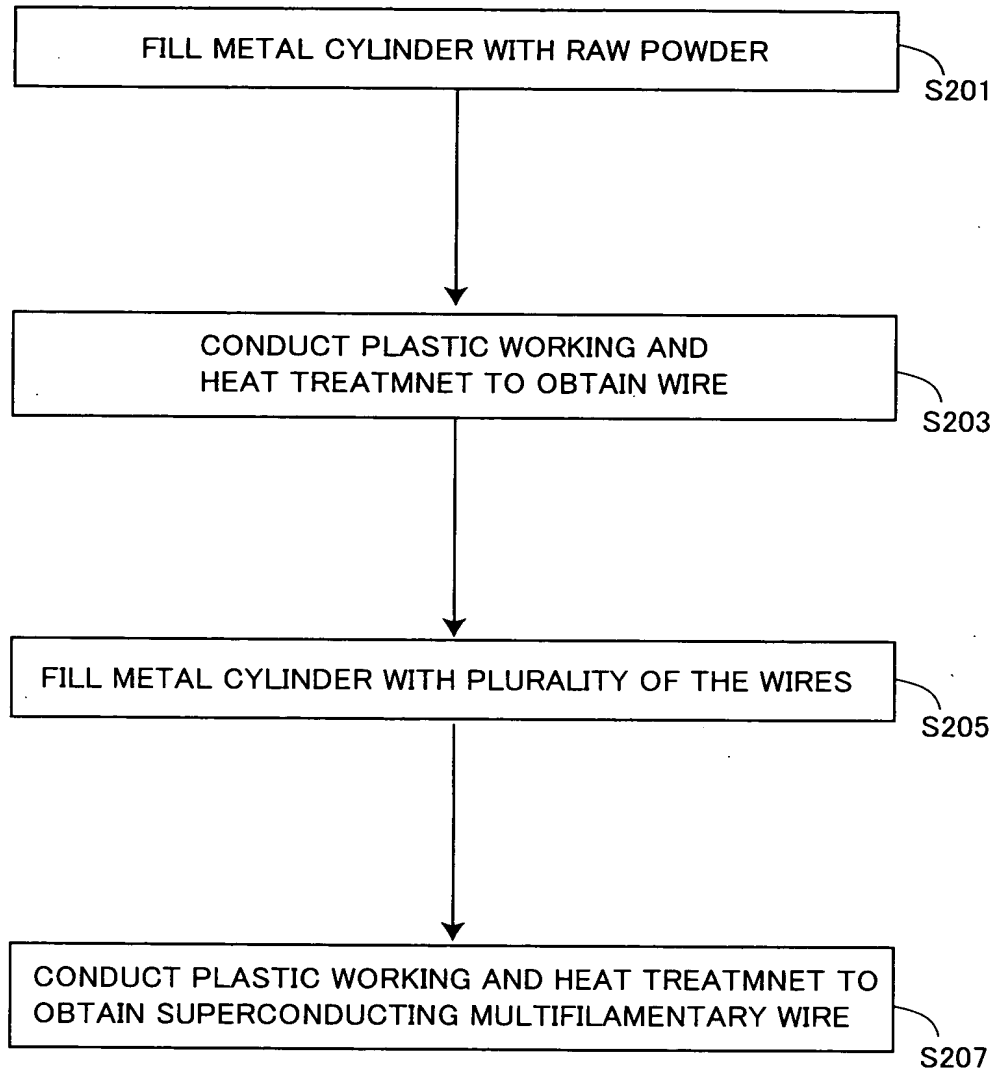 FILL METAL CYLINDER WITH RAW POWDER
S201
CONDUCT PLASTIC WORKING AND
HEAT TREATMNET TO OBTAIN WIRE
S203
FILL METAL CYLINDER WITH PLURALITY OF THE WIRES
S205
CONDUCT PLASTIC WORKING AND HEAT TREATMNET TO
OBTAIN SUPERCONDUCTING MULTIFILAMENTARY WIRE
S207